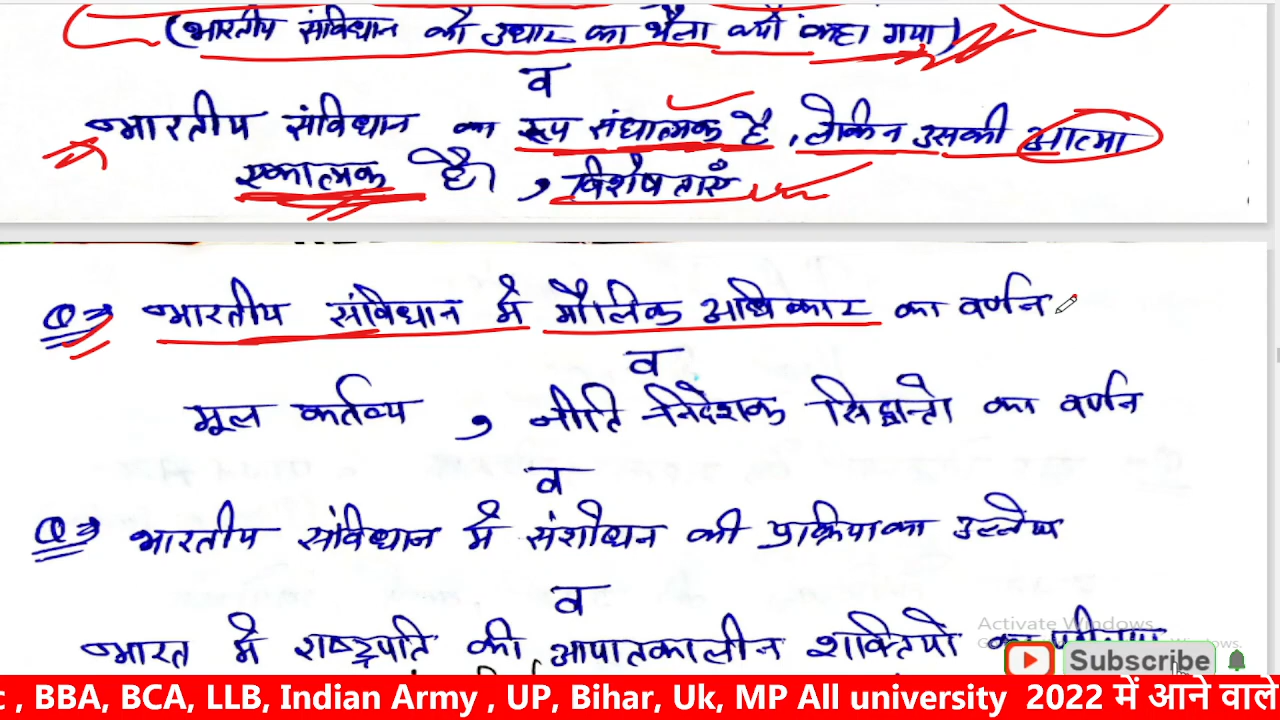 (भारतीय संविधान को उधार का थैला क्यों कहा गया)
व
भारतीय संविधान का रूप संघात्मक है, लेकिन उसकी आत्मा
एकात्मक है। , विशेषताएँ
Q⇒ भारतीय संविधान में मौलिक अधिकार का वर्णन
व
मूल कर्तव्य , नीति निदेशक सिद्धान्तो का वर्णन
व
Q⇒ भारतीय संविधान में संशोधन की प्रक्रिया का उल्लेख
व
भारत में राष्ट्रपति की आपातकालीन शक्तियों का
Activate Windows
Subscribe
c , BBA, BCA, LLB, Indian Army , UP, Bihar, Uk, MP All university 2022 में आने वाले